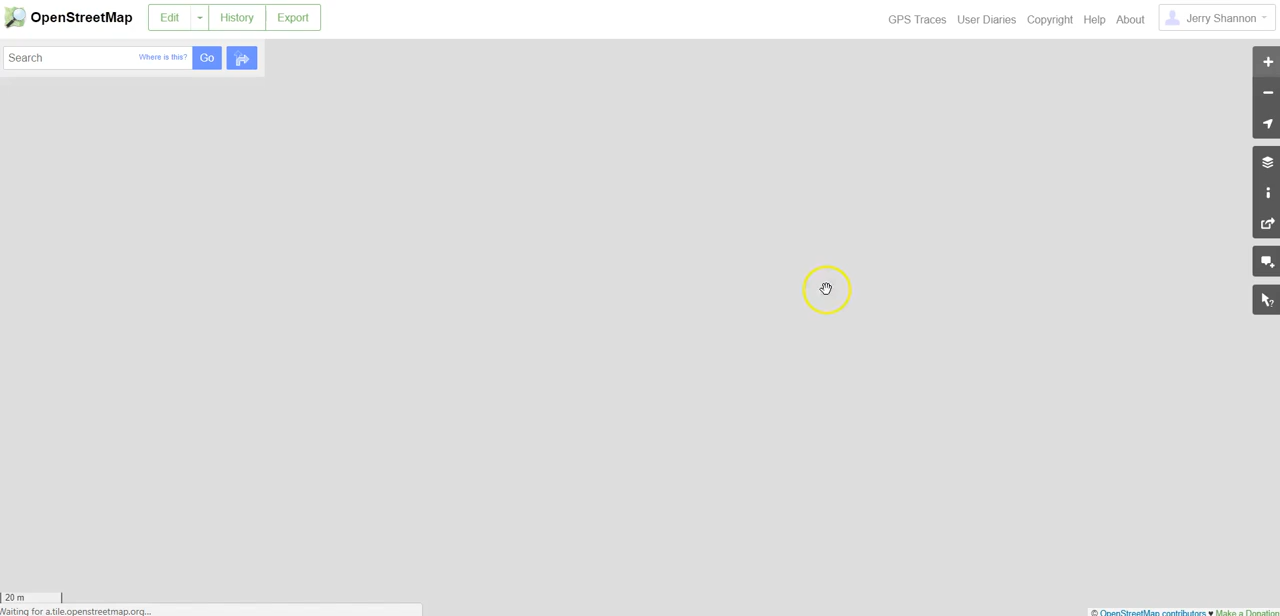 OpenStreetMap Edit History Export GPS Traces User Diaries Copyright Help About Jerry Shannon
Search Where is this? Go
20 m
Waiting for a.tile.openstreetmap.org...
© OpenStreetMap contributors ♥ Make a Donation